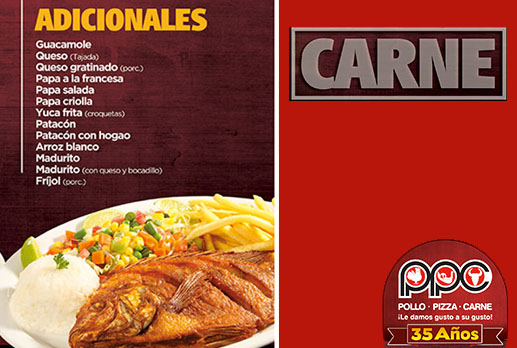 ADICIONALES
Guacamole
Queso (Tajada)
Queso gratinado (porc.)
Papa a la francesa
Papa salada
Papa criolla
Yuca frita (croquetas)
Patacón
Patacón con hogao
Arroz blanco
Madurito
Madurito (con queso y bocadillo)
Fríjol (porc.)
CARNE
ppc
POLLO · PIZZA · CARNE
¡Le damos gusto a su gusto!
35 Años